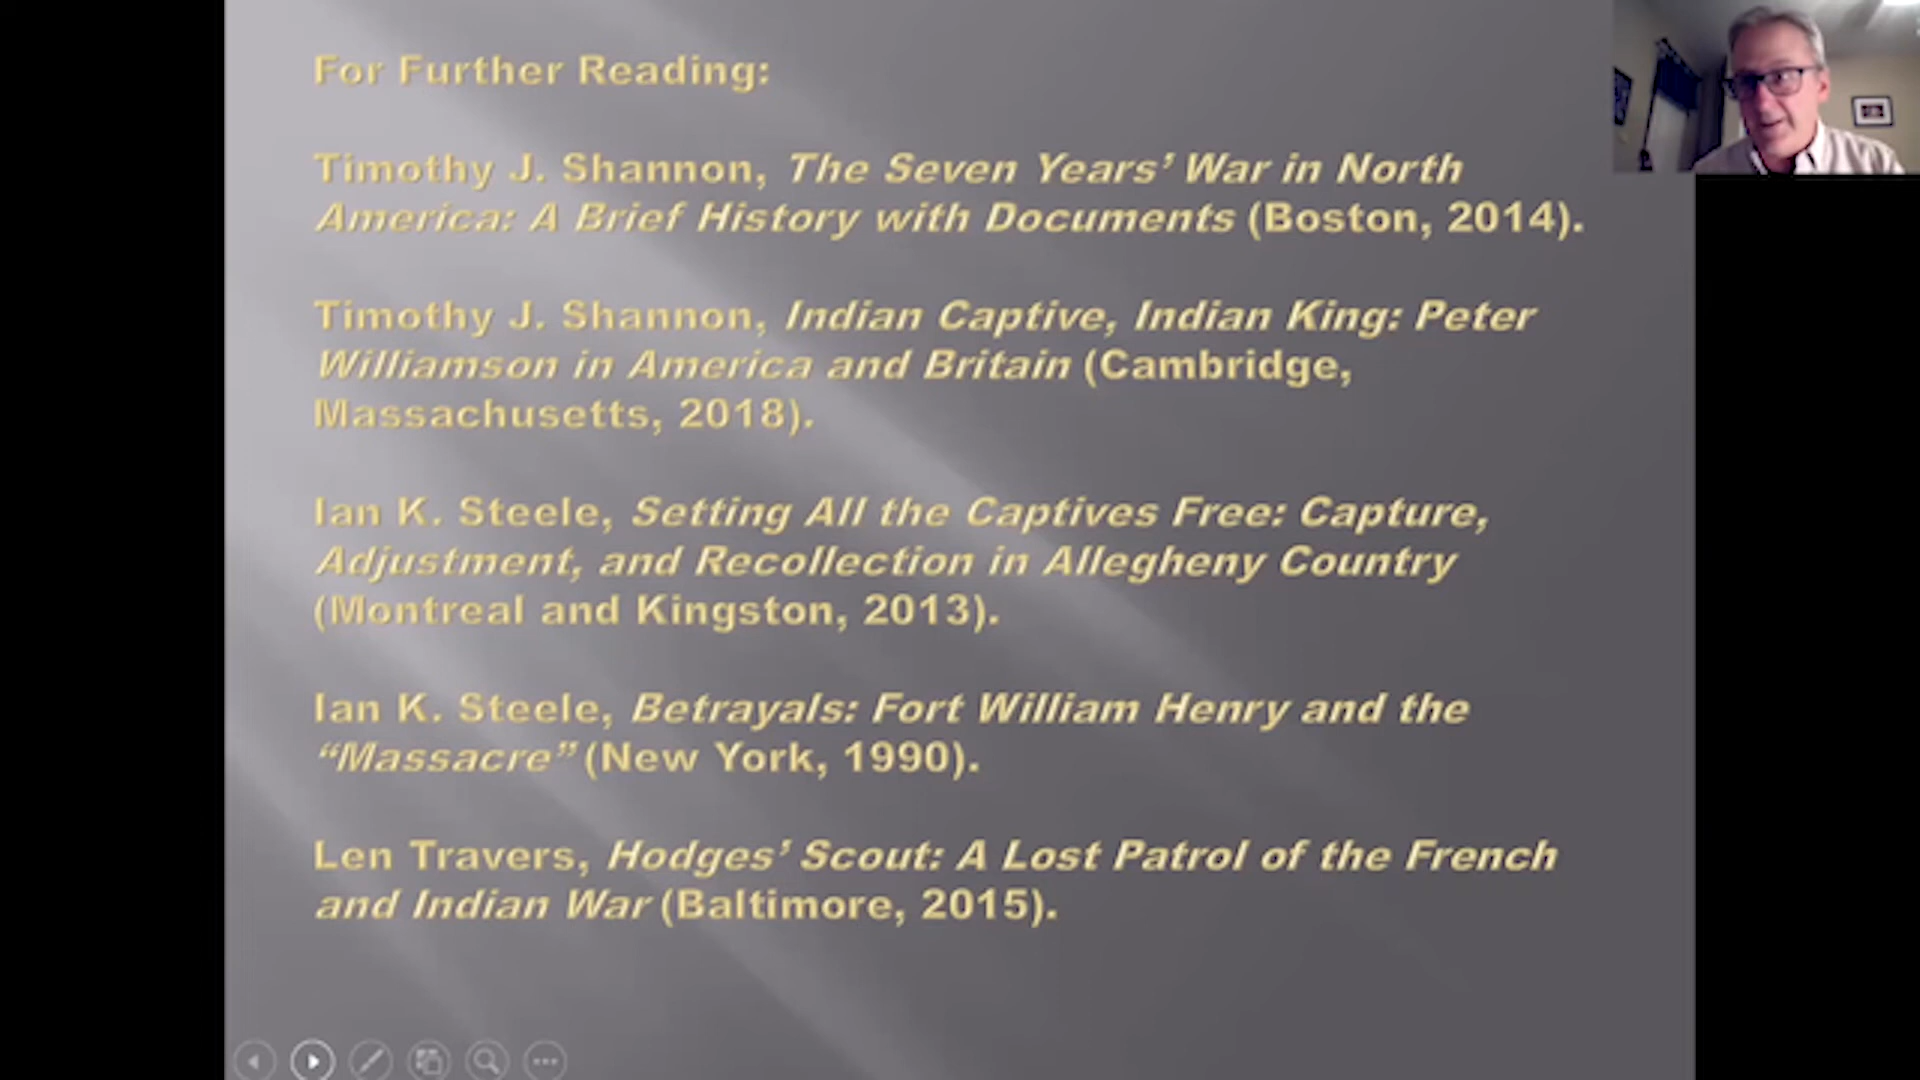 For Further Reading:
Timothy J. Shannon, The Seven Years’ War in North
America: A Brief History with Documents (Boston, 2014).
Timothy J. Shannon, Indian Captive, Indian King: Peter
Williamson in America and Britain (Cambridge,
Massachusetts, 2018).
Ian K. Steele, Setting All the Captives Free: Capture,
Adjustment, and Recollection in Allegheny Country
(Montreal and Kingston, 2013).
Ian K. Steele, Betrayals: Fort William Henry and the
“Massacre” (New York, 1990).
Len Travers, Hodges’ Scout: A Lost Patrol of the French
and Indian War (Baltimore, 2015).